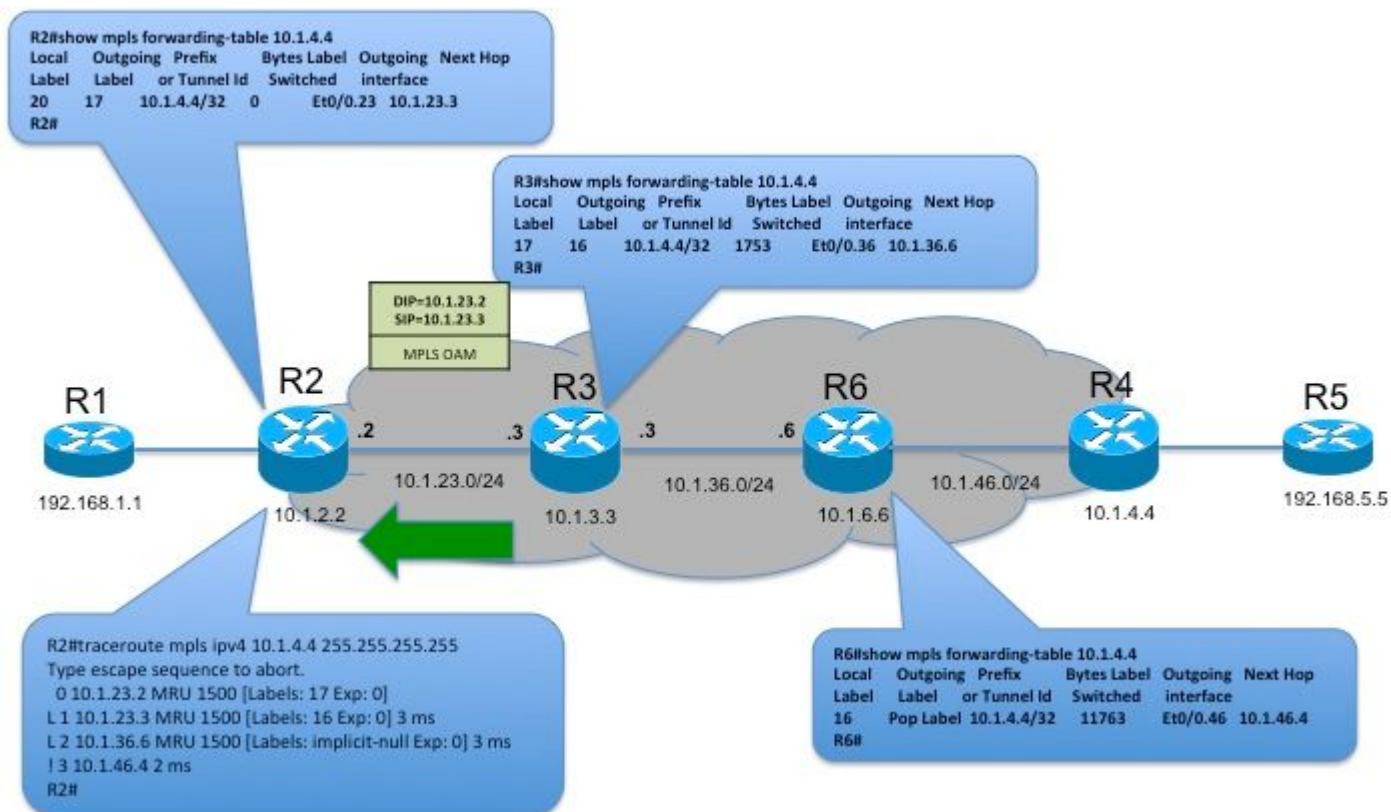 R2#show mpls forwarding-table 10.1.4.4
Local Outgoing Prefix Bytes Label Outgoing Next Hop
Label Label or Tunnel Id Switched interface
20 17 10.1.4.4/32 0 Et0/0.23 10.1.23.3
R2#
R3#show mpls forwarding-table 10.1.4.4
Local Outgoing Prefix Bytes Label Outgoing Next Hop
Label Label or Tunnel Id Switched interface
17 16 10.1.4.4/32 1753 Et0/0.36 10.1.36.6
R3#
DIP=10.1.23.2
SIP=10.1.23.3
MPLS OAM
R1
R2
R3
R6
R4
R5
.2
.3
.3
.6
192.168.1.1
10.1.2.2
10.1.23.0/24
10.1.3.3
10.1.36.0/24
10.1.6.6
10.1.46.0/24
10.1.4.4
192.168.5.5
R2#traceroute mpls ipv4 10.1.4.4 255.255.255.255
Type escape sequence to abort.
0 10.1.23.2 MRU 1500 [Labels: 17 Exp: 0]
L 1 10.1.23.3 MRU 1500 [Labels: 16 Exp: 0] 3 ms
L 2 10.1.36.6 MRU 1500 [Labels: implicit-null Exp: 0] 3 ms
! 3 10.1.46.4 2 ms
R2#
R6#show mpls forwarding-table 10.1.4.4
Local Outgoing Prefix Bytes Label Outgoing Next Hop
Label Label or Tunnel Id Switched interface
16 Pop Label 10.1.4.4/32 11763 Et0/0.46 10.1.46.4
R6#